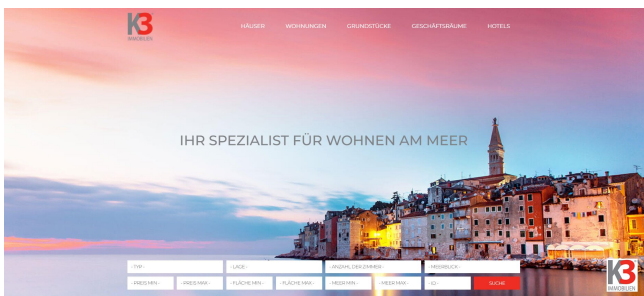 K3
IMMOBILIEN
HÄUSER WOHNUNGEN GRUNDSTÜCKE GESCHÄFTSRÄUME HOTELS
IHR SPEZIALIST FÜR WOHNEN AM MEER
- TYP - - LAGE - - ANZAHL DER ZIMMER - - MEERBLICK -
- PREIS MIN - - PREIS MAX - - FLÄCHE MIN - - FLÄCHE MAX - - MEER MIN - - MEER MAX - - ID - SUCHE
K3
IMMOBILIEN